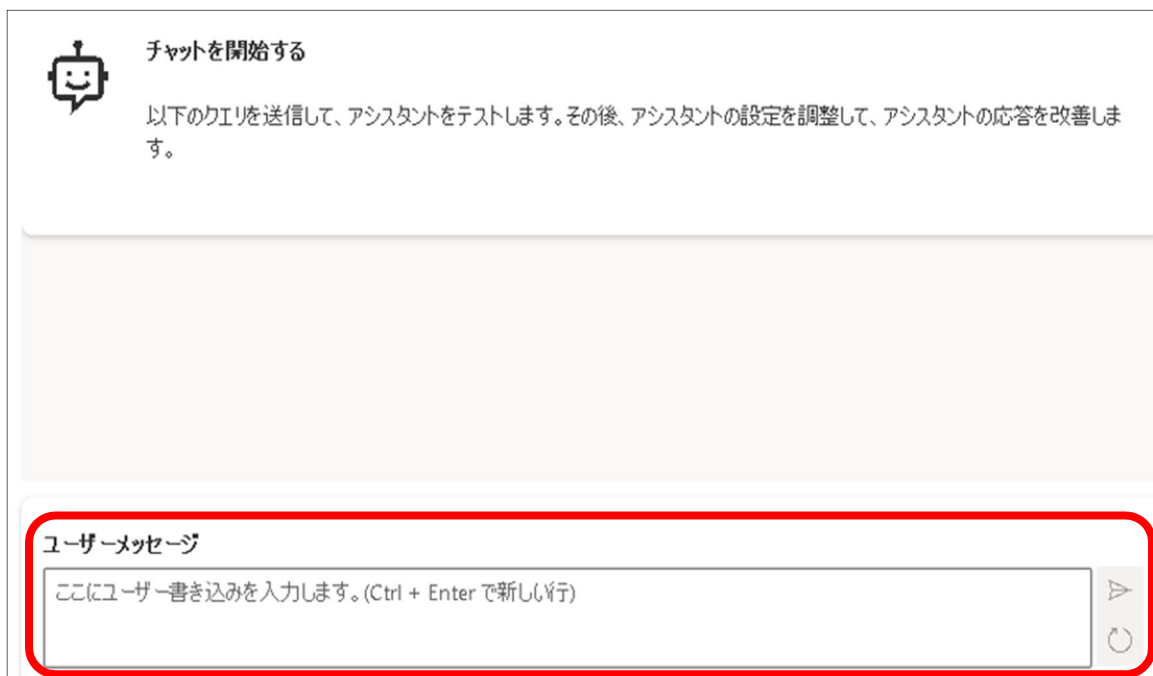 チャットを開始する
以下のクエリを送信して、アシスタントをテストします。その後、アシスタントの設定を調整して、アシスタントの応答を改善しま
す。
ユーザーメッセージ
ここにユーザー書き込みを入力します。(Ctrl + Enter で新しい行)